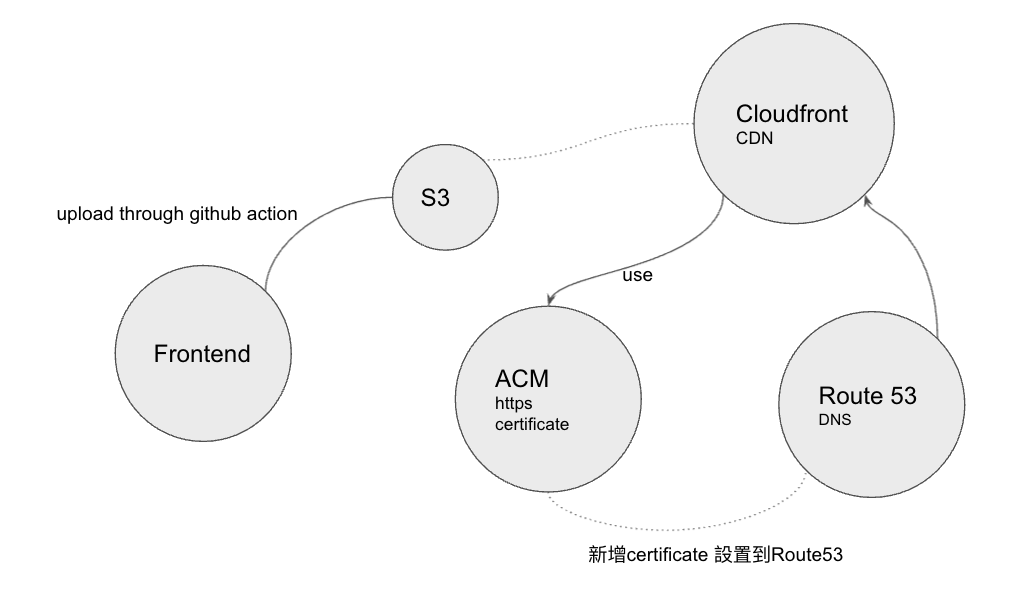 Cloudfront
CDN
S3
upload through github action
use
Frontend
ACM
https
certificate
Route 53
DNS
新增certificate 設置到Route53